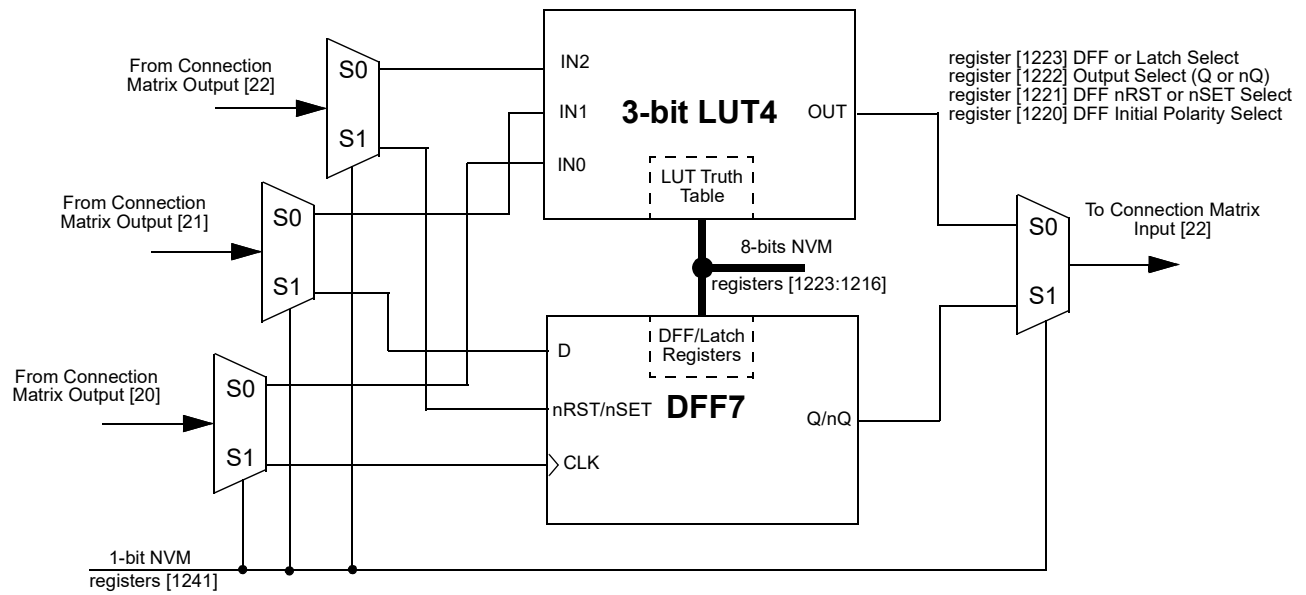 From Connection
Matrix Output [22]
S0
S1
IN2
IN1
IN0
3-bit LUT4
OUT
LUT Truth
Table
register [1223] DFF or Latch Select
register [1222] Output Select (Q or nQ)
register [1221] DFF nRST or nSET Select
register [1220] DFF Initial Polarity Select
From Connection
Matrix Output [21]
S0
S1
8-bits NVM
registers [1223:1216]
S0
S1
To Connection Matrix
Input [22]
From Connection
Matrix Output [20]
S0
S1
D
nRST/nSET
CLK
DFF/Latch
Registers
DFF7
Q/nQ
1-bit NVM
registers [1241]